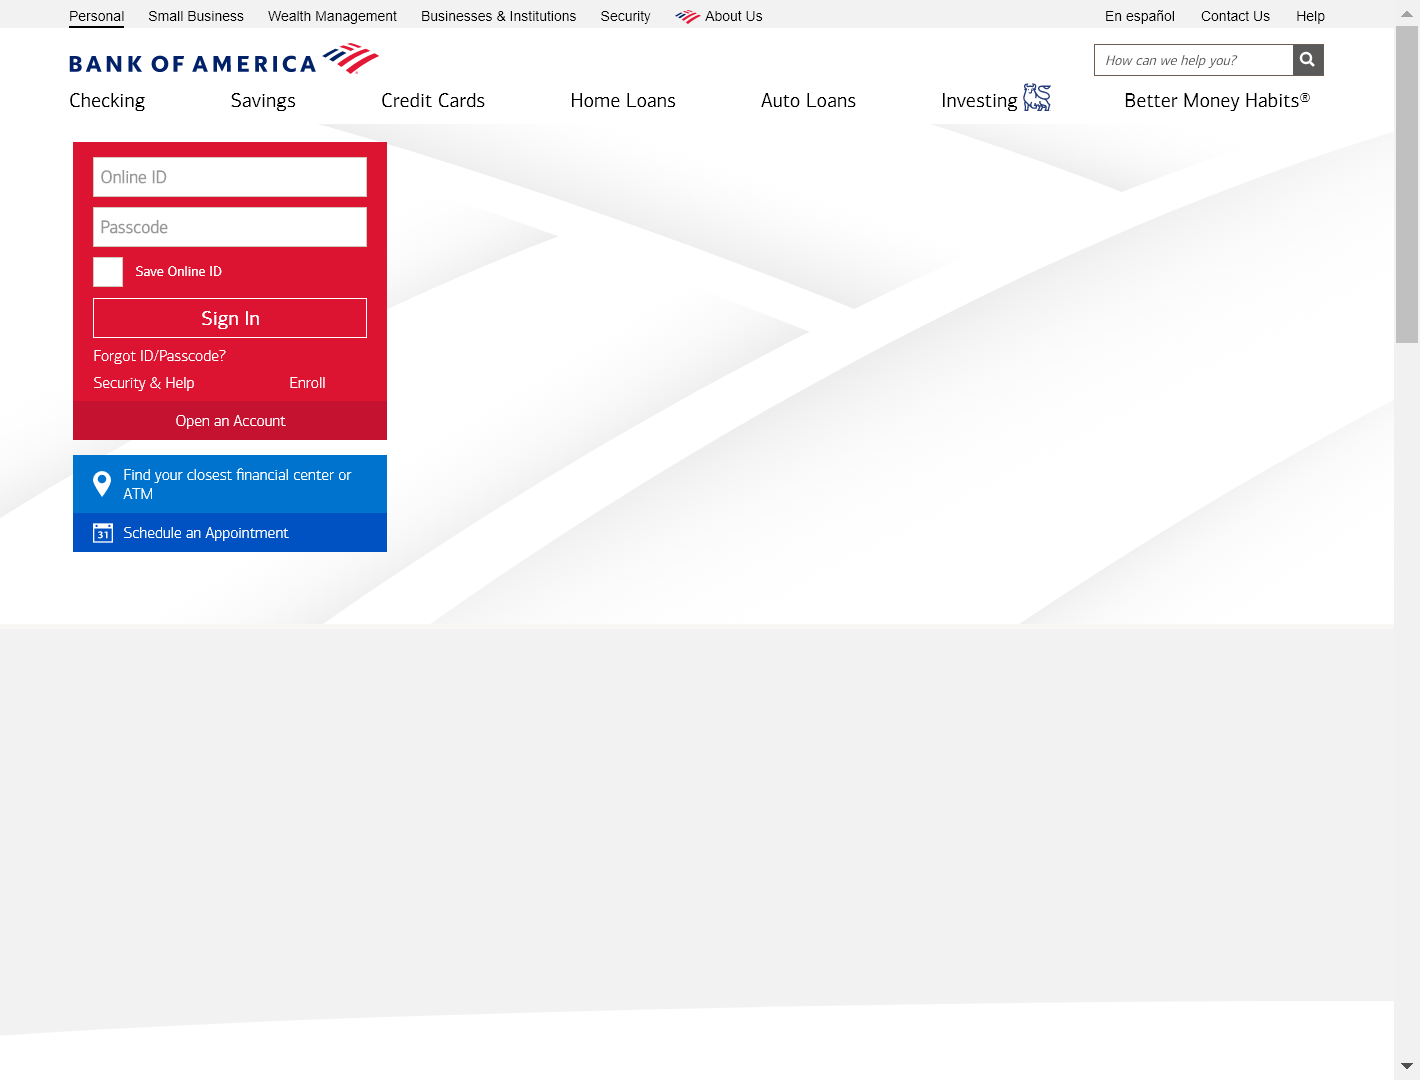 Personal Small Business Wealth Management Businesses & Institutions Security About Us En español Contact Us Help
BANK OF AMERICA
How can we help you?
Checking Savings Credit Cards Home Loans Auto Loans Investing Better Money Habits®
Online ID
Passcode
Save Online ID
Sign In
Forgot ID/Passcode?
Security & Help Enroll
Open an Account
Find your closest financial center or
ATM
31 Schedule an Appointment